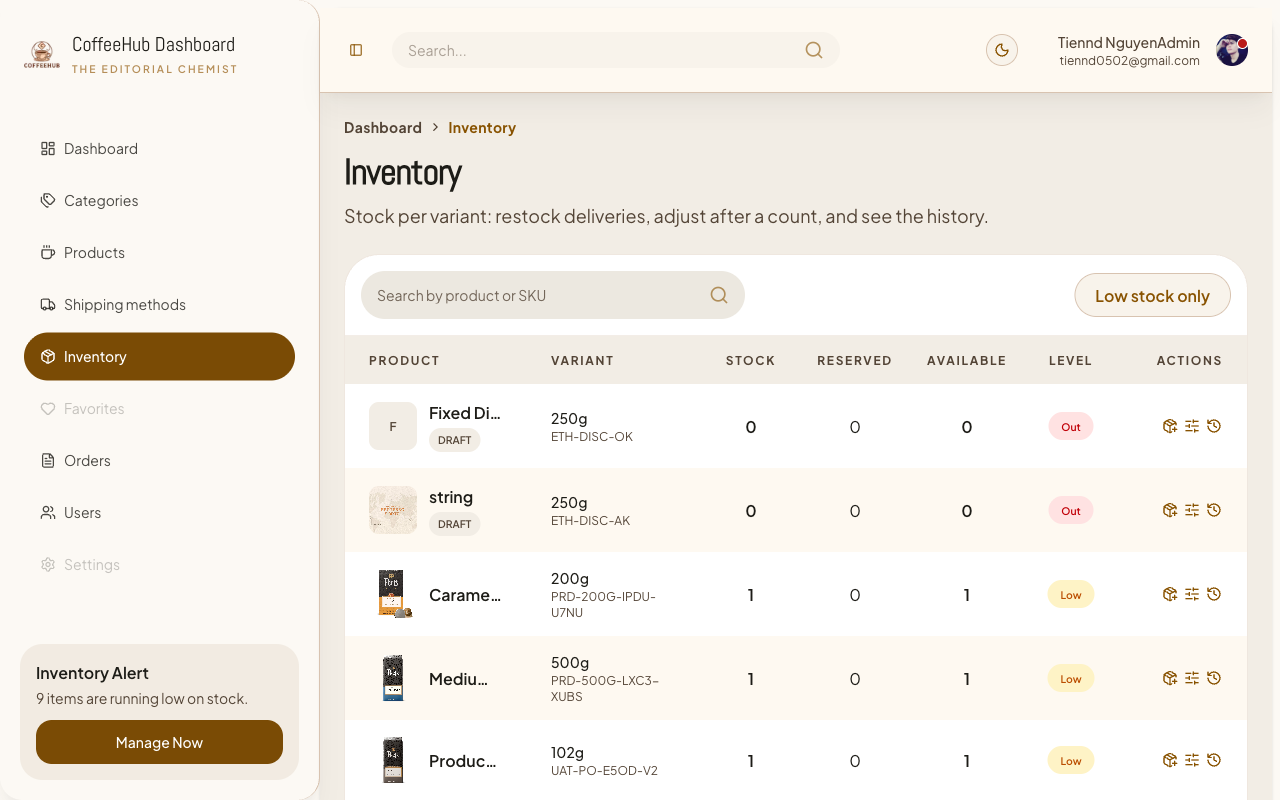 CoffeeHub Dashboard
COFFEEHUB
THE EDITORIAL CHEMIST
Search...
Tiennd NguyenAdmin
tiennd0502@gmail.com
Dashboard
Categories
Products
Shipping methods
Inventory
Favorites
Orders
Users
Settings
Inventory Alert
9 items are running low on stock.
Manage Now
Dashboard > Inventory
Inventory
Stock per variant: restock deliveries, adjust after a count, and see the history.
Search by product or SKU
Low stock only
PRODUCT VARIANT STOCK RESERVED AVAILABLE LEVEL ACTIONS
F Fixed Di... 250g 0 0 0 Out
DRAFT ETH-DISC-OK
string 250g 0 0 0 Out
DRAFT ETH-DISC-AK
Carame... 200g 1 0 1 Low
PRD-200G-IPDU-
U7NU
Mediu... 500g 1 0 1 Low
PRD-500G-LXC3-
XUBS
Produc... 102g 1 0 1 Low
UAT-PO-E5OD-V2